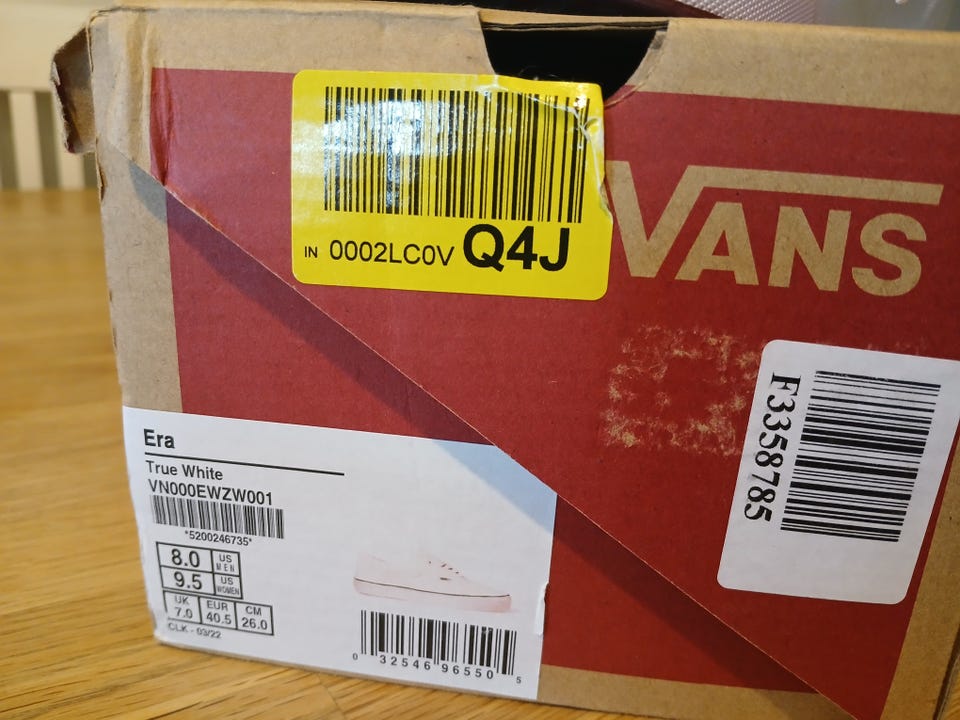 IN 0002LC0V Q4J
VANS
F3358785
Era
True White
VN000EWZW001
*5200246735*
8.0 US MEN
9.5 US WOMEN
UK EUR CM
7.0 40.5 26.0
CLK - 03/22
0 32546 96550 5